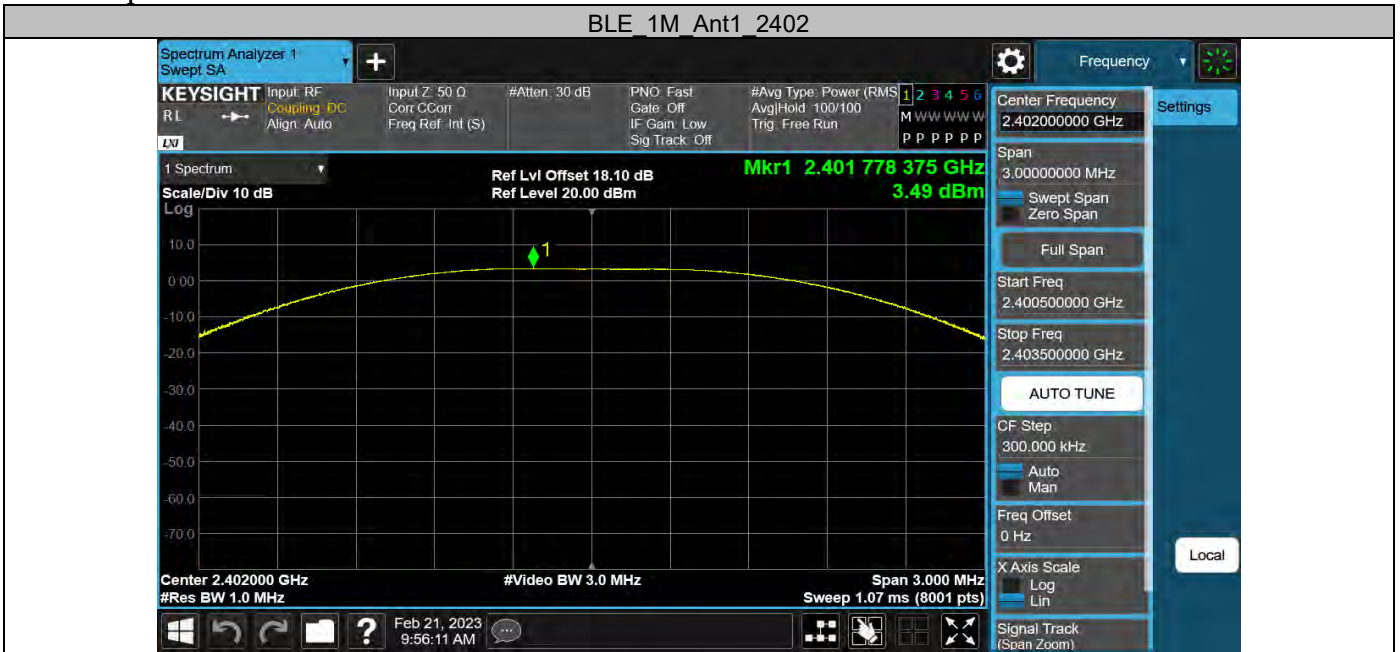 BLE_1M_Ant1_2402
Spectrum Analyzer 1
Swept SA
+
Frequency
KEYSIGHT
RL
LXI
Input: RF
Coupling: DC
Align: Auto
Input Z: 50 Ω
Corr CCorr
Freq Ref: Int (S)
#Atten: 30 dB
PNO: Fast
Gate: Off
IF Gain: Low
Sig Track: Off
#Avg Type: Power (RMS
Avg|Hold: 100/100
Trig: Free Run
1 2 3 4 5 6
M W W W W W
P P P P P P
1 Spectrum
Scale/Div 10 dB
Log
Ref Lvl Offset 18.10 dB
Ref Level 20.00 dBm
Mkr1 2.401 778 375 GHz
3.49 dBm
1
10.0
0.00
-10.0
-20.0
-30.0
-40.0
-50.0
-60.0
-70.0
Center 2.402000 GHz
#Res BW 1.0 MHz
#Video BW 3.0 MHz
Span 3.000 MHz
Sweep 1.07 ms (8001 pts)
?
Feb 21, 2023
9:56:11 AM
Center Frequency
2.402000000 GHz
Span
3.00000000 MHz
Swept Span
Zero Span
Full Span
Start Freq
2.400500000 GHz
Stop Freq
2.403500000 GHz
AUTO TUNE
CF Step
300.000 kHz
Auto
Man
Freq Offset
0 Hz
X Axis Scale
Log
Lin
Signal Track
(Span Zoom)
Settings
Local